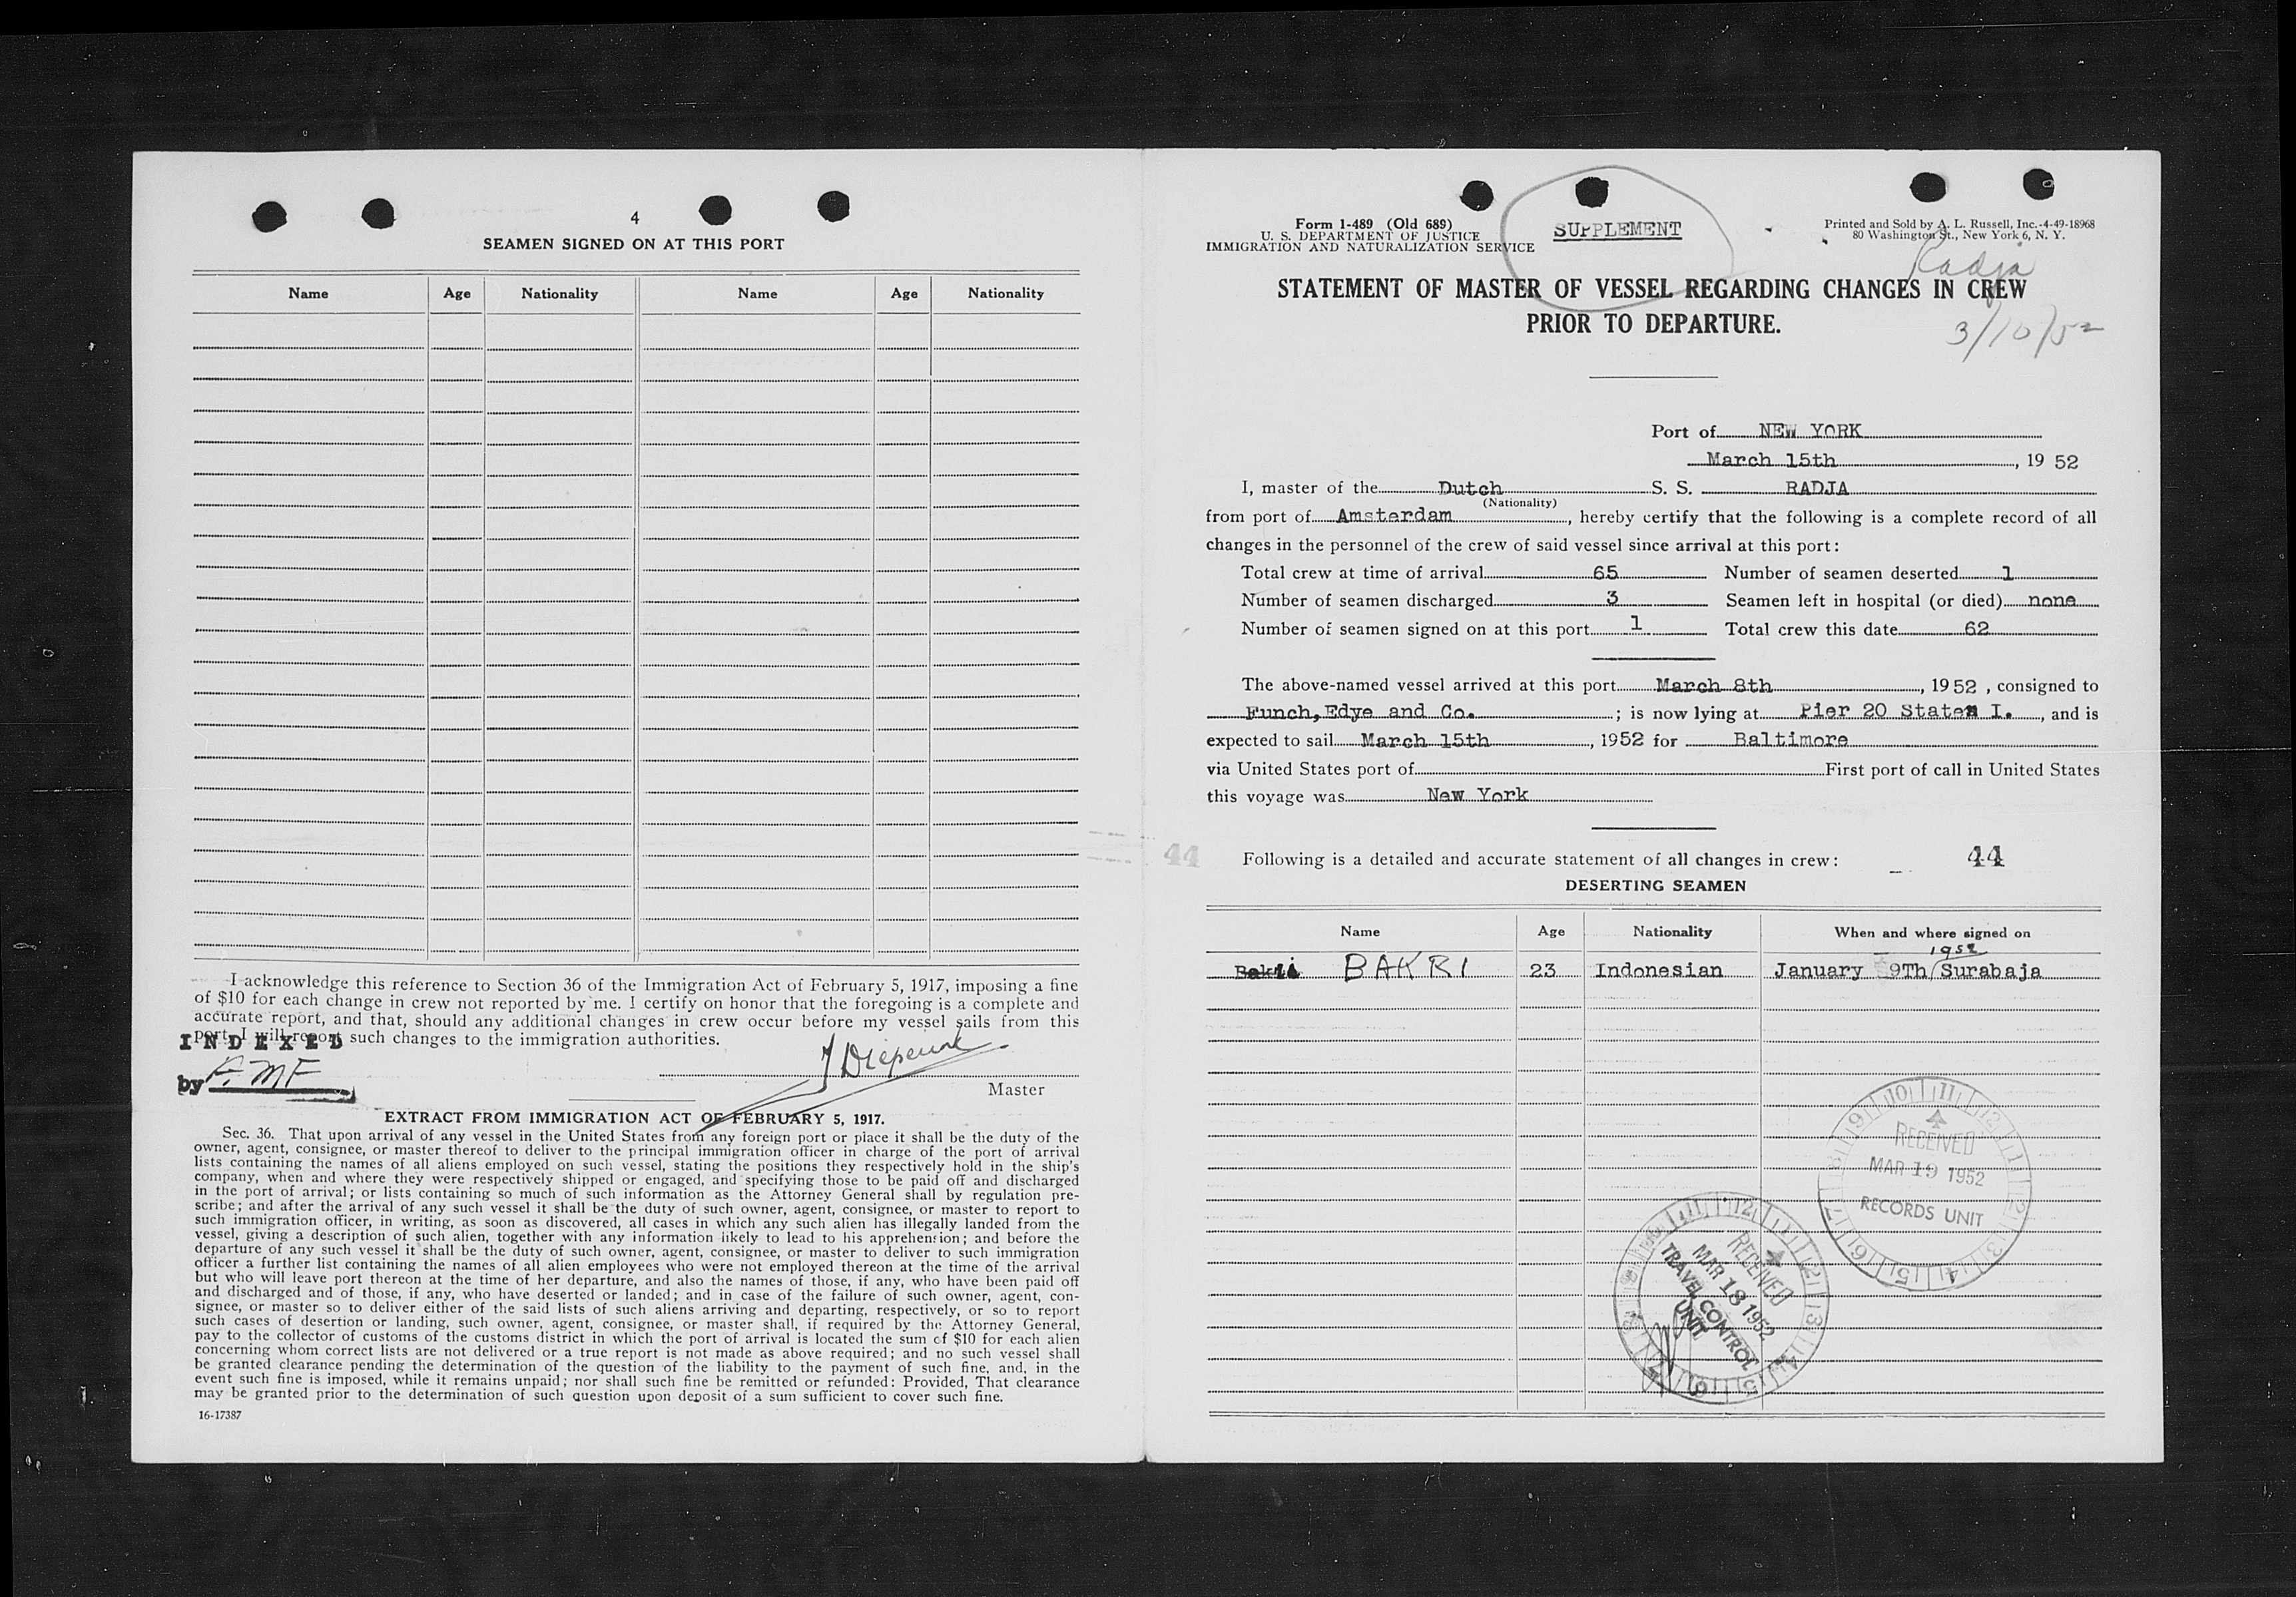 4
SEAMEN SIGNED ON AT THIS PORT
Name Age Nationality Name Age Nationality
I acknowledge this reference to Section 36 of the Immigration Act of February 5, 1917, imposing a fine
of $10 for each change in crew not reported by me. I certify on honor that the foregoing is a complete and
accurate report, and that, should any additional changes in crew occur before my vessel sails from this
port, I will report such changes to the immigration authorities.
INDEXED
by F.M.F
Master
EXTRACT FROM IMMIGRATION ACT OF FEBRUARY 5, 1917.
Sec. 36. That upon arrival of any vessel in the United States from any foreign port or place it shall be the duty of the
owner, agent, consignee, or master thereof to deliver to the principal immigration officer in charge of the port of arrival
lists containing the names of all aliens employed on such vessel, stating the positions they respectively hold in the ship's
company, when and where they were respectively shipped or engaged, and specifying those to be paid off and discharged
in the port of arrival; or lists containing so much of such information as the Attorney General shall by regulation pre-
scribe; and after the arrival of any such vessel it shall be the duty of such owner, agent, consignee, or master to report to
such immigration officer, in writing, as soon as discovered, all cases in which any such alien has illegally landed from the
vessel, giving a description of such alien, together with any information likely to lead to his apprehension; and before the
departure of any such vessel it shall be the duty of such owner, agent, consignee, or master to deliver to such immigration
officer a further list containing the names of all alien employees who were not employed thereon at the time of the arrival
but who will leave port thereon at the time of her departure, and also the names of those, if any, who have been paid off
and discharged and of those, if any, who have deserted or landed; and in case of the failure of such owner, agent, con-
signee, or master so to deliver either of the said lists of such aliens arriving and departing, respectively, or so to report
such cases of desertion or landing, such owner, agent, consignee, or master shall, if required by the Attorney General,
pay to the collector of customs of the customs district in which the port of arrival is located the sum of $10 for each alien
concerning whom correct lists are not delivered or a true report is not made as above required; and no such vessel shall
be granted clearance pending the determination of the question of the liability to the payment of such fine, and, in the
event such fine is imposed, while it remains unpaid; nor shall such fine be remitted or refunded: Provided, That clearance
may be granted prior to the determination of such question upon deposit of a sum sufficient to cover such fine.
16-17387
Form 1-489 (Old 689)
U. S. DEPARTMENT OF JUSTICE
IMMIGRATION AND NATURALIZATION SERVICE
SUPPLEMENT
Printed and Sold by A. L. Russell, Inc.-4-49-18968
80 Washington St., New York 6, N. Y.
Radja
STATEMENT OF MASTER OF VESSEL REGARDING CHANGES IN CREW
PRIOR TO DEPARTURE.
3/10/52
Port of NEW YORK
March 15th, 19 52
I, master of the Dutch S. S. RADJA
(Nationality)
from port of Amsterdam, hereby certify that the following is a complete record of all
changes in the personnel of the crew of said vessel since arrival at this port:
Total crew at time of arrival 65 Number of seamen deserted 1
Number of seamen discharged 3 Seamen left in hospital (or died) none
Number of seamen signed on at this port 1 Total crew this date 62
The above-named vessel arrived at this port March 8th, 1952, consigned to
Funch, Edye and Co.; is now lying at Pier 20 Staten I., and is
expected to sail March 15th, 1952 for Baltimore
via United States port of First port of call in United States
this voyage was New York
44 Following is a detailed and accurate statement of all changes in crew: 44
DESERTING SEAMEN
Name Age Nationality When and where signed on
1952
BAKRI 23 Indonesian January 9Th Surabaja
RECEIVED
MAR 19 1952
RECORDS UNIT
RECEIVED
MAR 18 1952
TRAVEL CONTROL
UNIT